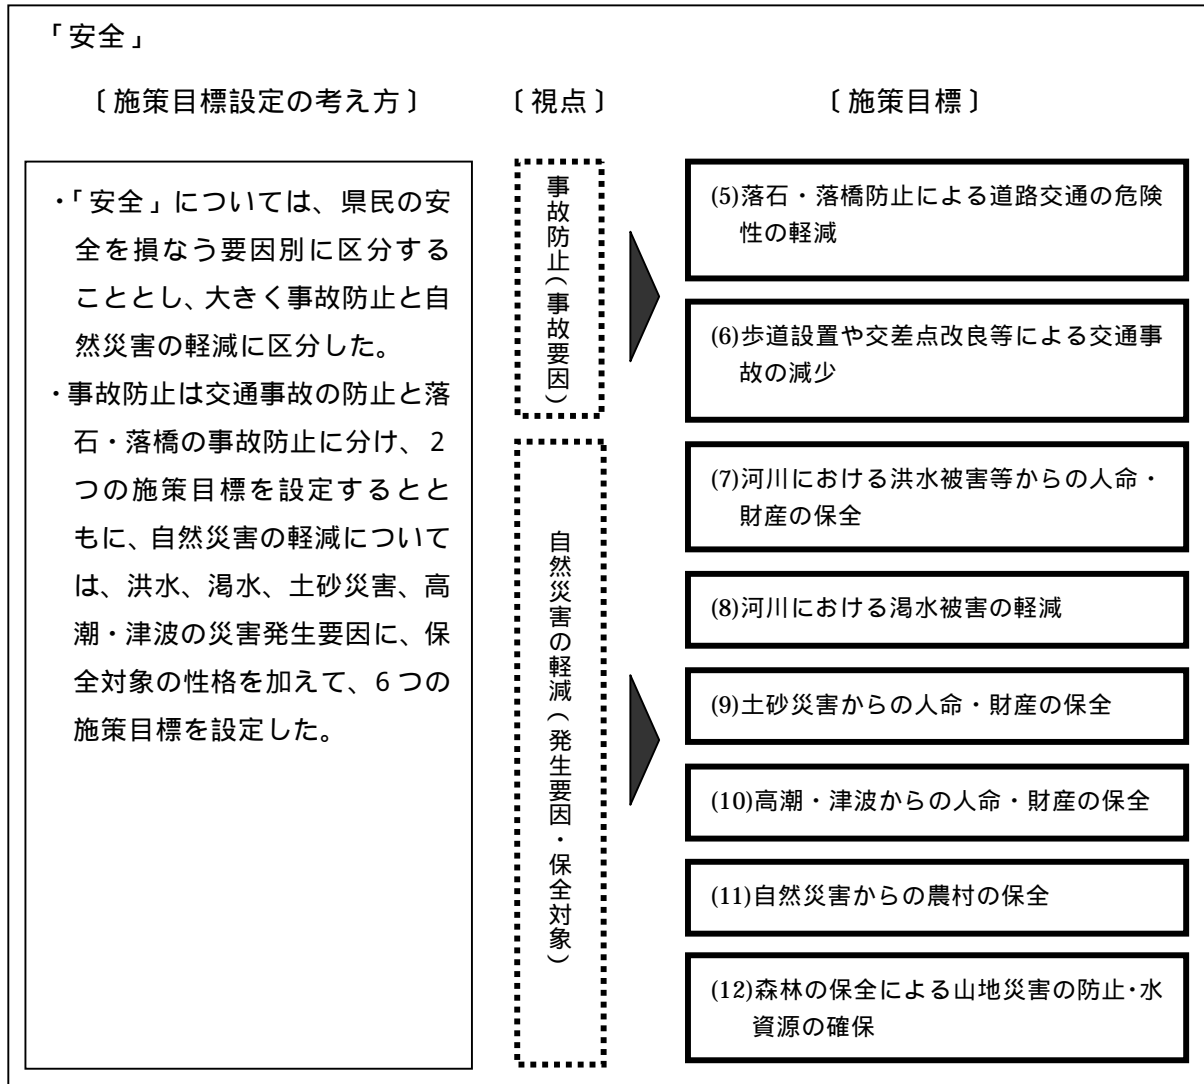 「安全」
〔施策目標設定の考え方〕
〔視点〕
〔施策目標〕
・「安全」については、県民の安
全を損なう要因別に区分する
こととし、大きく事故防止と自
然災害の軽減に区分した。
・事故防止は交通事故の防止と落
石・落橋の事故防止に分け、2
つの施策目標を設定するとと
もに、自然災害の軽減について
は、洪水、渇水、土砂災害、高
潮・津波の災害発生要因に、保
全対象の性格を加えて、6つの
施策目標を設定した。
事故防止(事故要因)
(5)落石・落橋防止による道路交通の危険
性の軽減
(6)歩道設置や交差点改良等による交通事
故の減少
自然災害の軽減(発生要因・保全対象)
(7)河川における洪水被害等からの人命・
財産の保全
(8)河川における渇水被害の軽減
(9)土砂災害からの人命・財産の保全
(10)高潮・津波からの人命・財産の保全
(11)自然災害からの農村の保全
(12)森林の保全による山地災害の防止・水
資源の確保